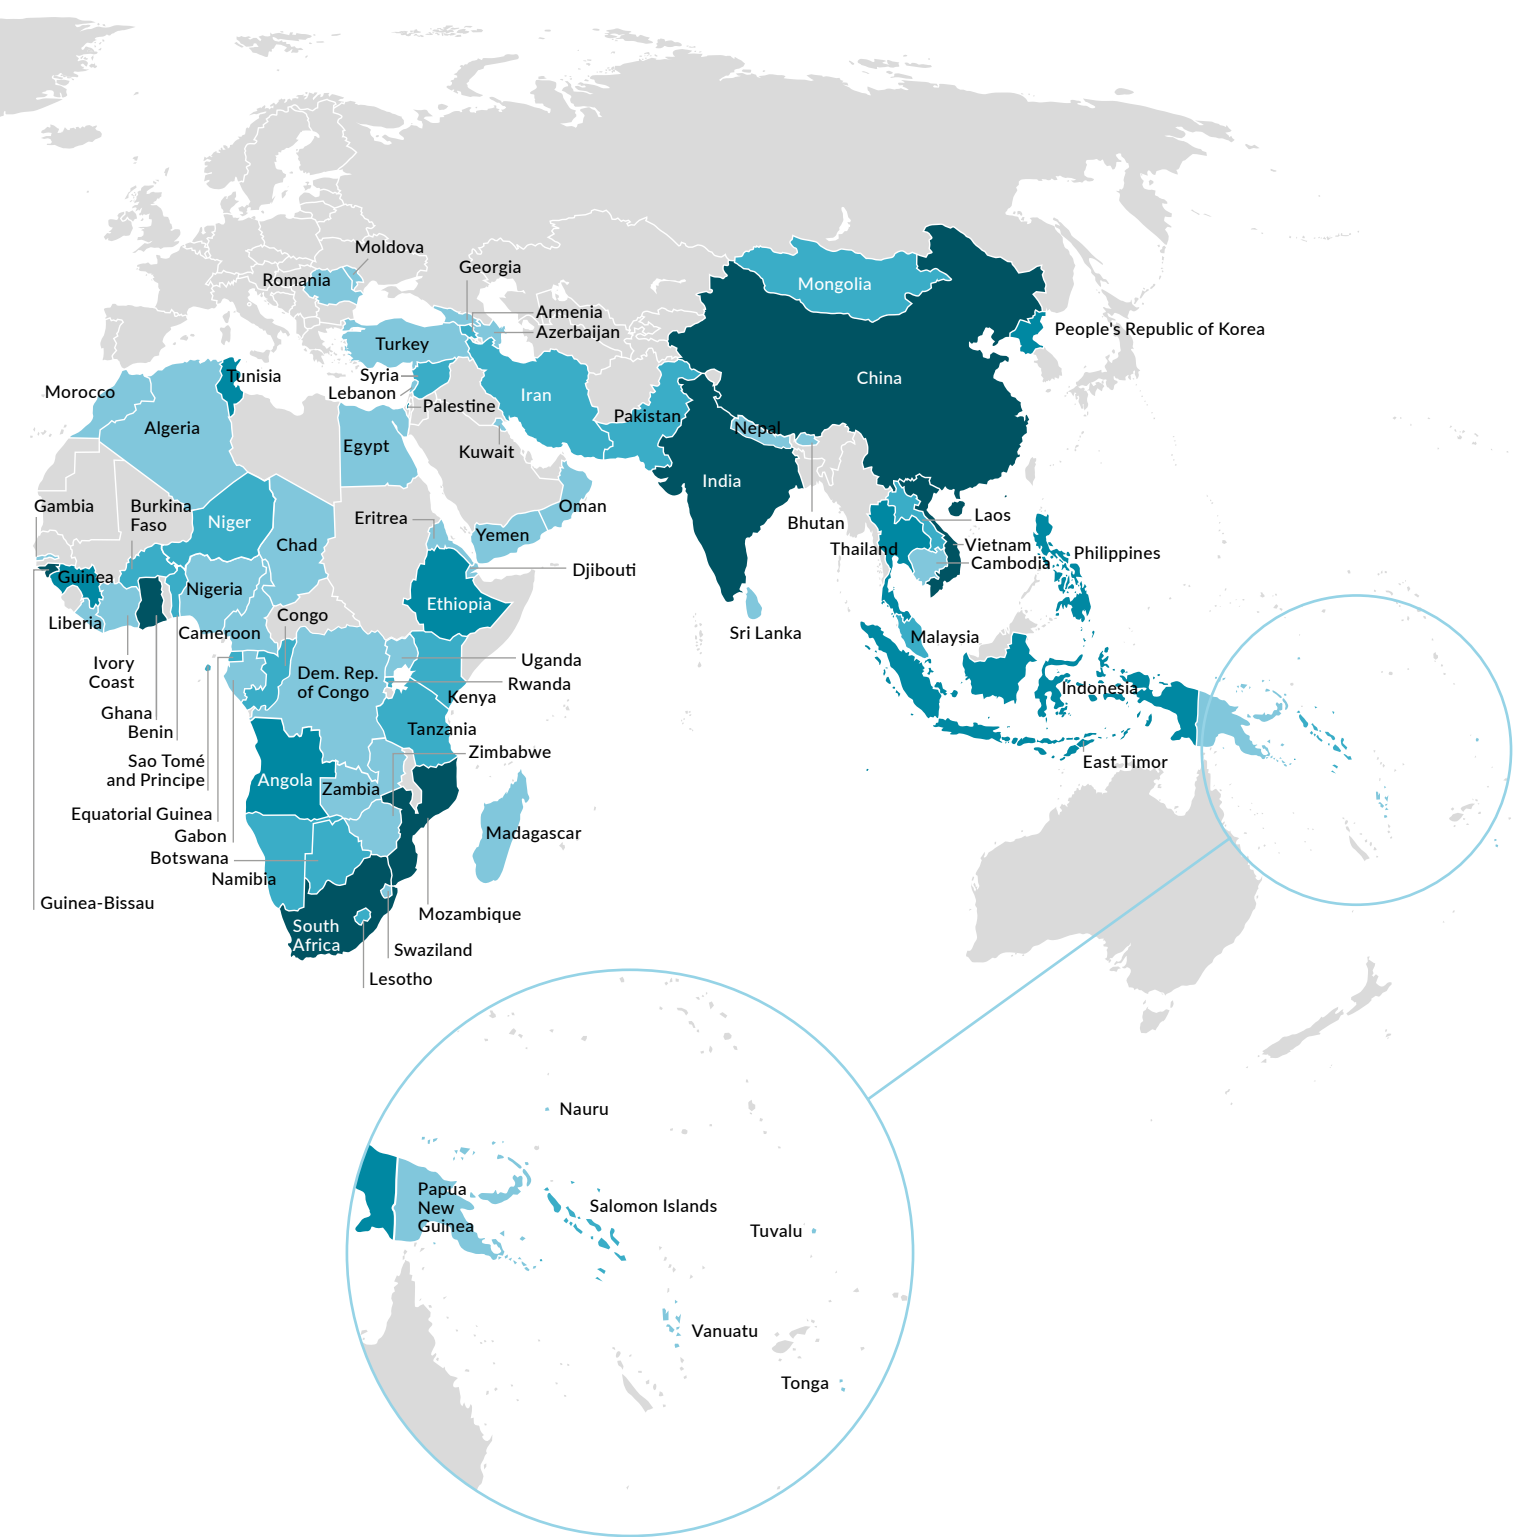 Moldova
Georgia
Romania
Mongolia
Armenia
People's Republic of Korea
Azerbaijan
Turkey
Tunisia
Syria
China
Morocco
Lebanon
Iran
Palestine
Pakistan
Algeria
Nepal
Egypt
Kuwait
India
Gambia
Burkina
Faso
Oman
Niger
Eritrea
Laos
Bhutan
Yemen
Chad
Vietnam
Thailand
Philippines
Cambodia
Djibouti
Guinea
Nigeria
Ethiopia
Congo
Liberia
Cameroon
Sri Lanka
Malaysia
Ivory
Coast
Uganda
Dem. Rep.
of Congo
Rwanda
Indonesia
Kenya
Ghana
Benin
Tanzania
Zimbabwe
Sao Tomé
and Principe
East Timor
Angola
Zambia
Equatorial Guinea
Gabon
Madagascar
Botswana
Namibia
Guinea-Bissau
Mozambique
South
Africa
Swaziland
Lesotho
Nauru
Papua
New
Guinea
Salomon Islands
Tuvalu
Vanuatu
Tonga